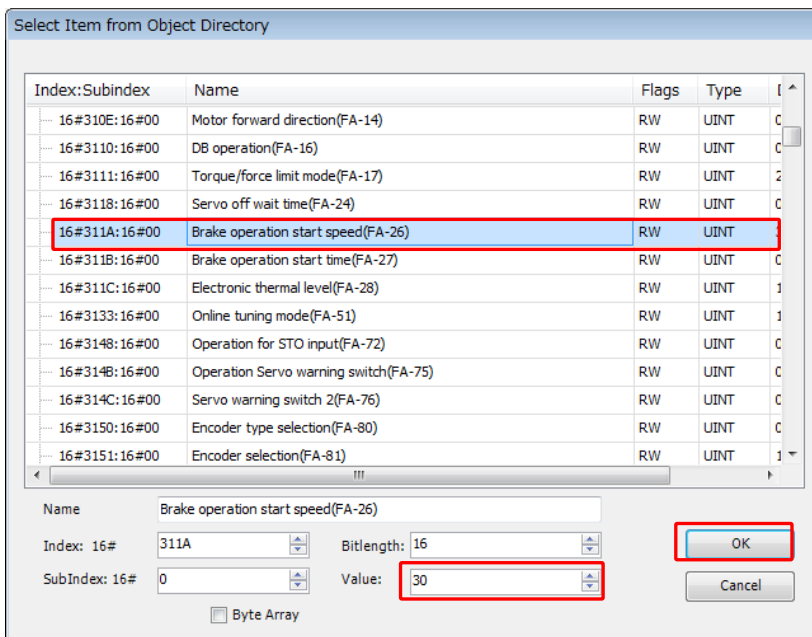 Select Item from Object Directory
Index:Subindex Name Flags Type
16#310E:16#00 Motor forward direction(FA-14) RW UINT
16#3110:16#00 DB operation(FA-16) RW UINT
16#3111:16#00 Torque/force limit mode(FA-17) RW UINT 2
16#3118:16#00 Servo off wait time(FA-24) RW UINT
16#311A:16#00 Brake operation start speed(FA-26) RW UINT
16#311B:16#00 Brake operation start time(FA-27) RW UINT
16#311C:16#00 Electronic thermal level(FA-28) RW UINT 1
16#3133:16#00 Online tuning mode(FA-51) RW UINT 1
16#3148:16#00 Operation for STO input(FA-72) RW UINT
16#314B:16#00 Operation Servo warning switch(FA-75) RW UINT
16#314C:16#00 Servo warning switch 2(FA-76) RW UINT
16#3150:16#00 Encoder type selection(FA-80) RW UINT
16#3151:16#00 Encoder selection(FA-81) RW UINT 1
Name Brake operation start speed(FA-26)
Index: 16# 311A Bitlength: 16 OK
SubIndex: 16# 0 Value: 30 Cancel
Byte Array